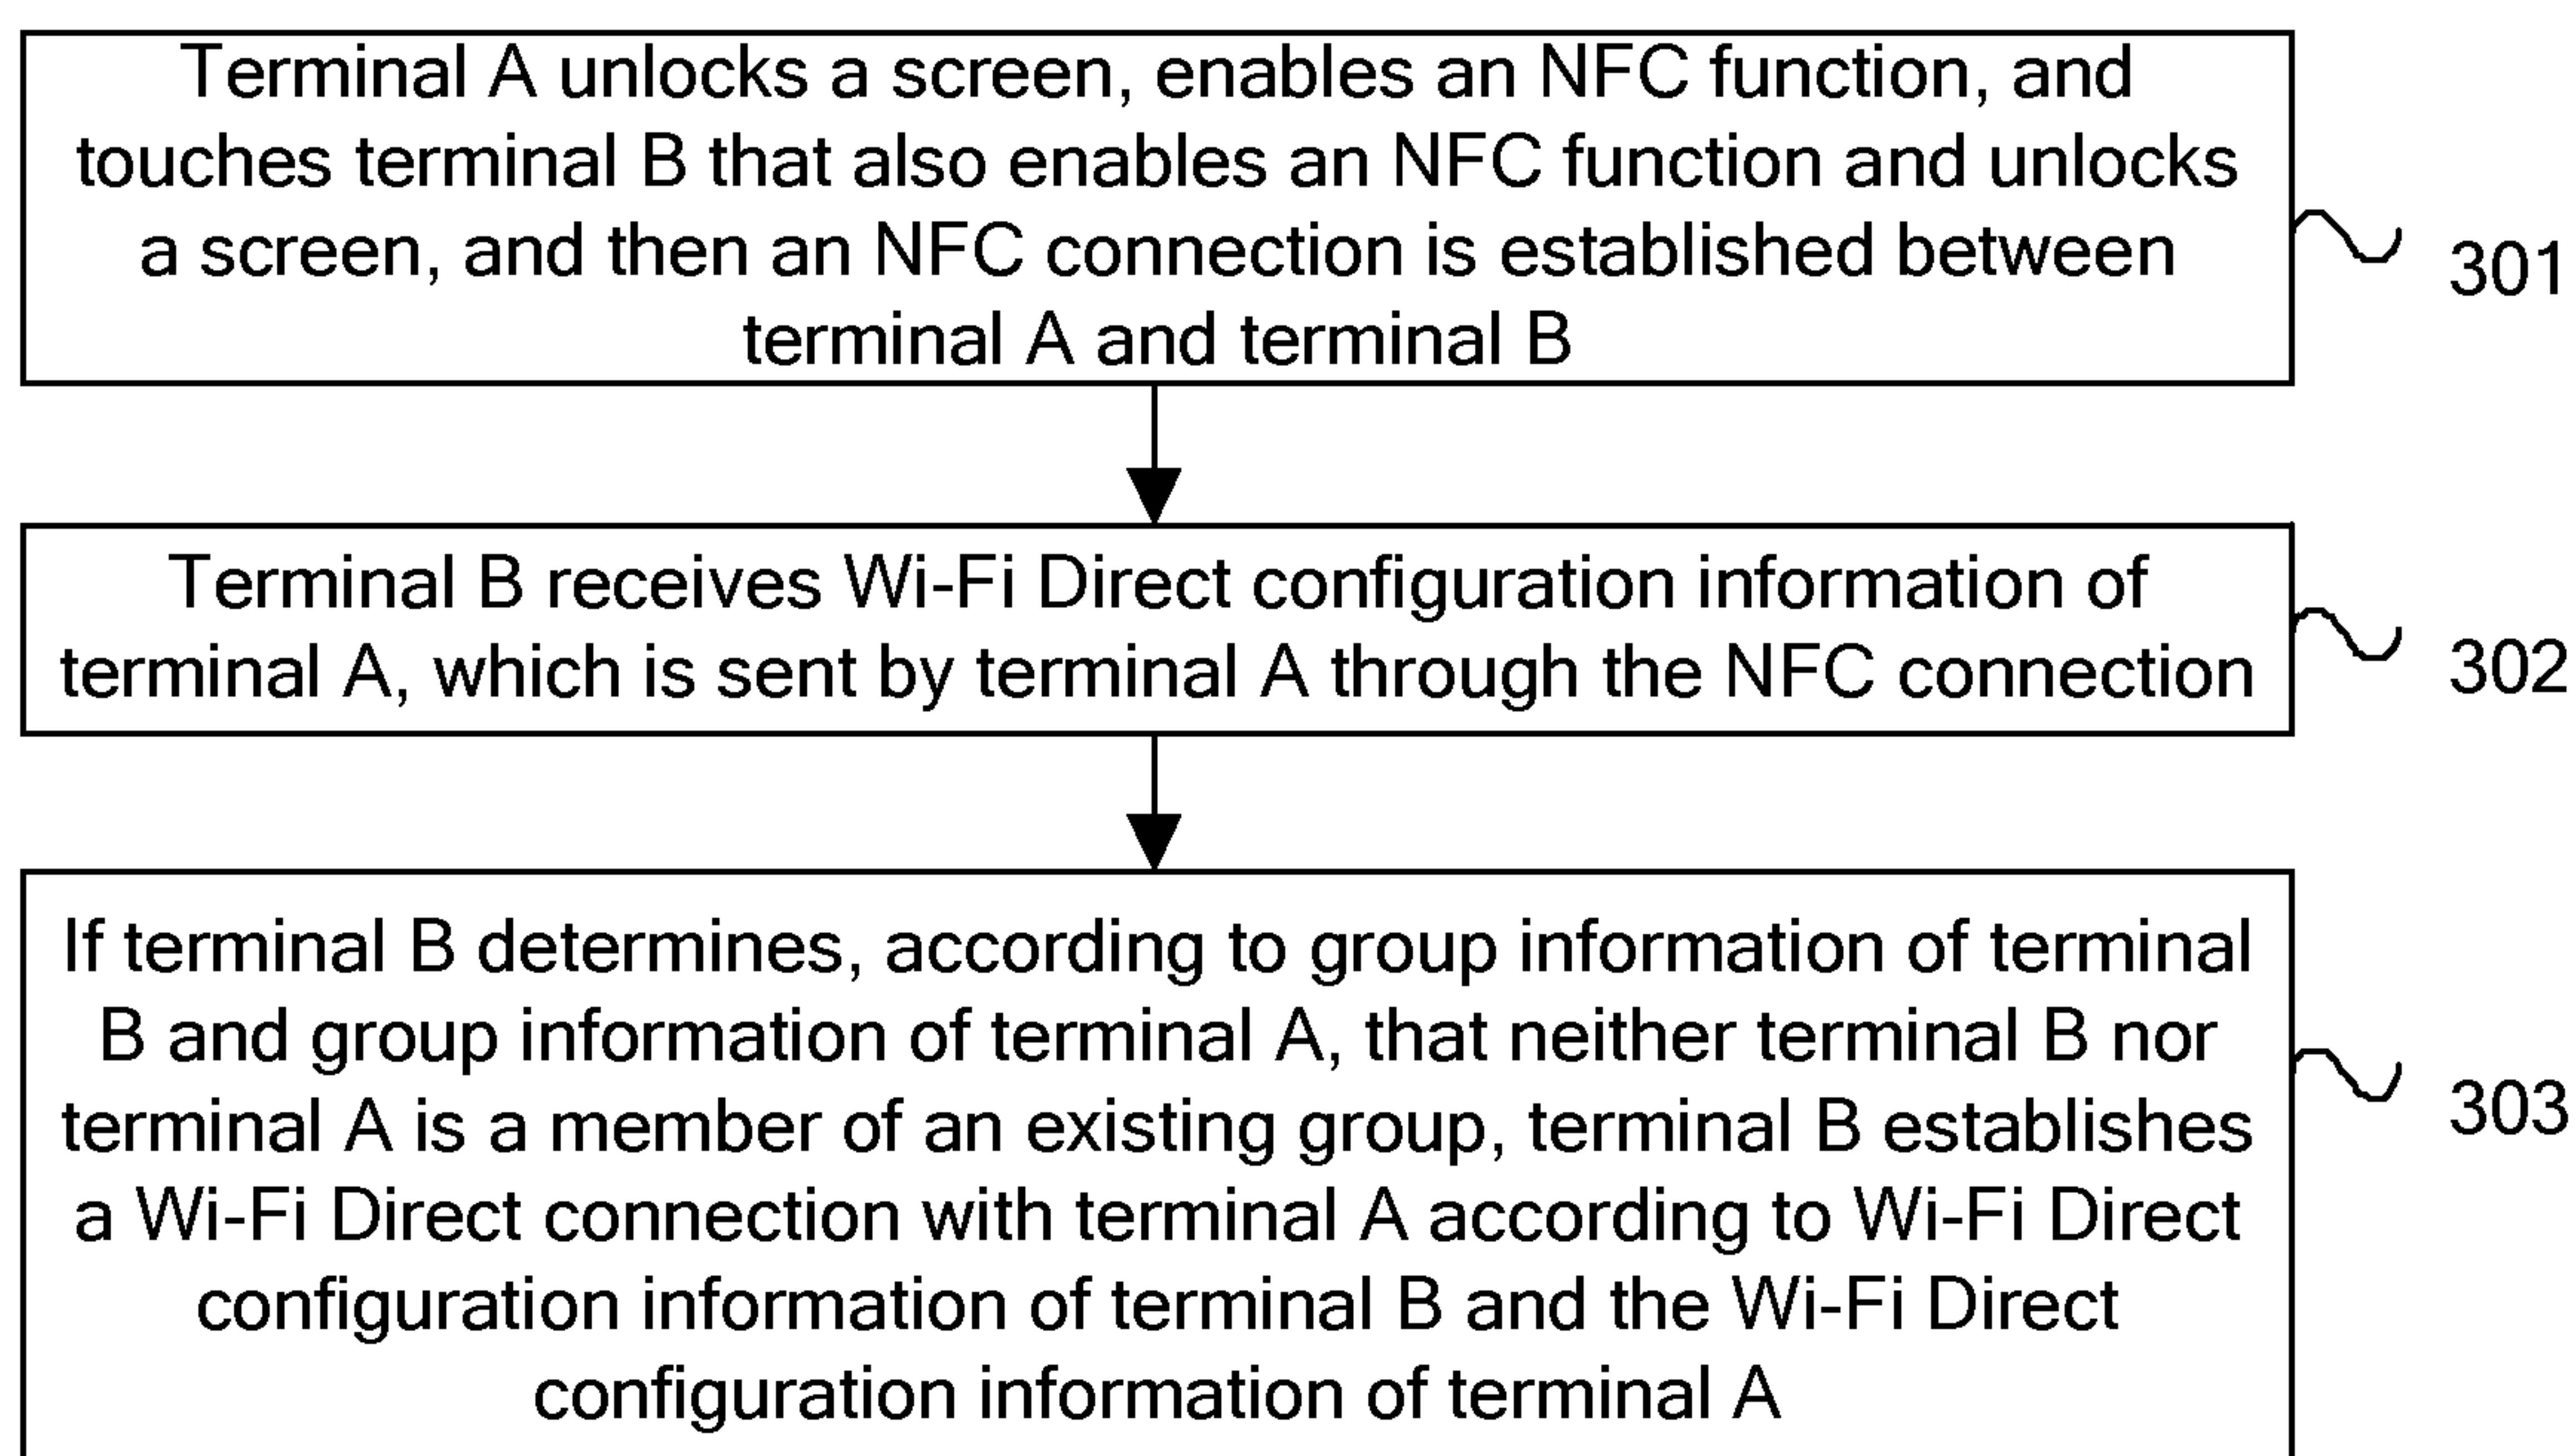 Terminal A unlocks a screen, enables an NFC function, and
touches terminal B that also enables an NFC function and unlocks
a screen, and then an NFC connection is established between
terminal A and terminal B
301
Terminal B receives Wi-Fi Direct configuration information of
terminal A, which is sent by terminal A through the NFC connection
302
If terminal B determines, according to group information of terminal
B and group information of terminal A, that neither terminal B nor
terminal A is a member of an existing group, terminal B establishes
a Wi-Fi Direct connection with terminal A according to Wi-Fi Direct
configuration information of terminal B and the Wi-Fi Direct
configuration information of terminal A
303